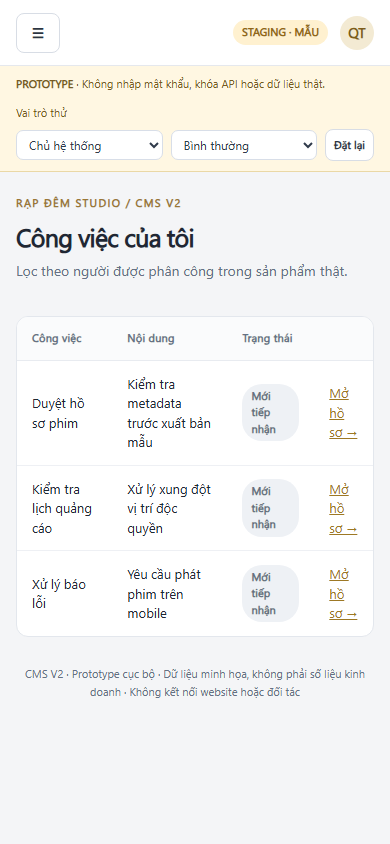 ☰
STAGING · MẪU
QT
PROTOTYPE · Không nhập mật khẩu, khóa API hoặc dữ liệu thật.
Vai trò thử
Chủ hệ thống
Bình thường
Đặt lại
RẠP ĐÊM STUDIO / CMS V2
Công việc của tôi
Lọc theo người được phân công trong sản phẩm thật.
Công việc
Nội dung
Trạng thái
Duyệt hồ
sơ phim
Kiểm tra
metadata
trước xuất bản
mẫu
Mới
tiếp
nhận
Mở
hồ
sơ →
Kiểm tra
lịch quảng
cáo
Xử lý xung đột
vị trí độc
quyền
Mới
tiếp
nhận
Mở
hồ
sơ →
Xử lý báo
lỗi
Yêu cầu phát
phim trên
mobile
Mới
tiếp
nhận
Mở
hồ
sơ →
CMS V2 · Prototype cục bộ · Dữ liệu minh họa, không phải số liệu kinh
doanh · Không kết nối website hoặc đối tác